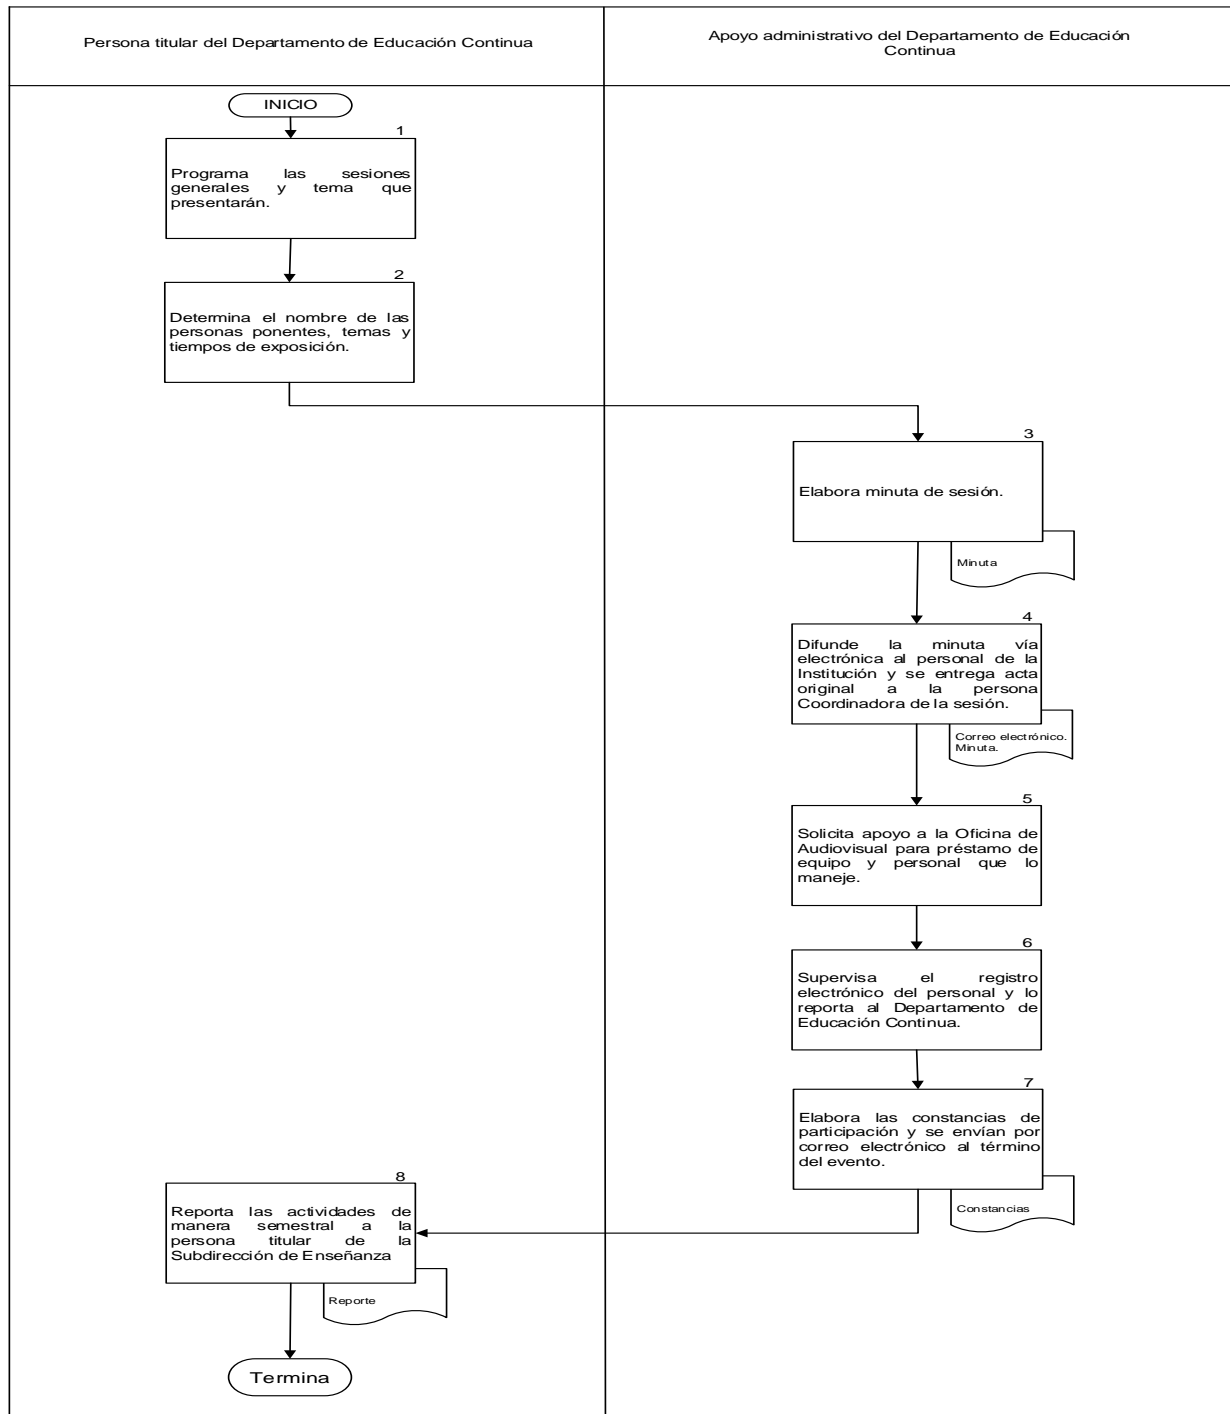 Persona titular del Departamento de Educación Continua
Apoyo administrativo del Departamento de Educación
Continua
INICIO
1
Programa las sesiones
generales y tema que
presentarán.
2
Determina el nombre de las
personas ponentes, temas y
tiempos de exposición.
3
Elabora minuta de sesión.
Minuta
4
Difunde la minuta vía
electrónica al personal de la
Institución y se entrega acta
original a la persona
Coordinadora de la sesión.
Correo electrónico.
Minuta.
5
Solicita apoyo a la Oficina de
Audiovisual para préstamo de
equipo y personal que lo
maneje.
6
Supervisa el registro
electrónico del personal y lo
reporta al Departamento de
Educación Continua.
7
Elabora las constancias de
participación y se envían por
correo electrónico al término
del evento.
Constancias
8
Reporta las actividades de
manera semestral a la
persona titular de la
Subdirección de Enseñanza
Reporte
Termina